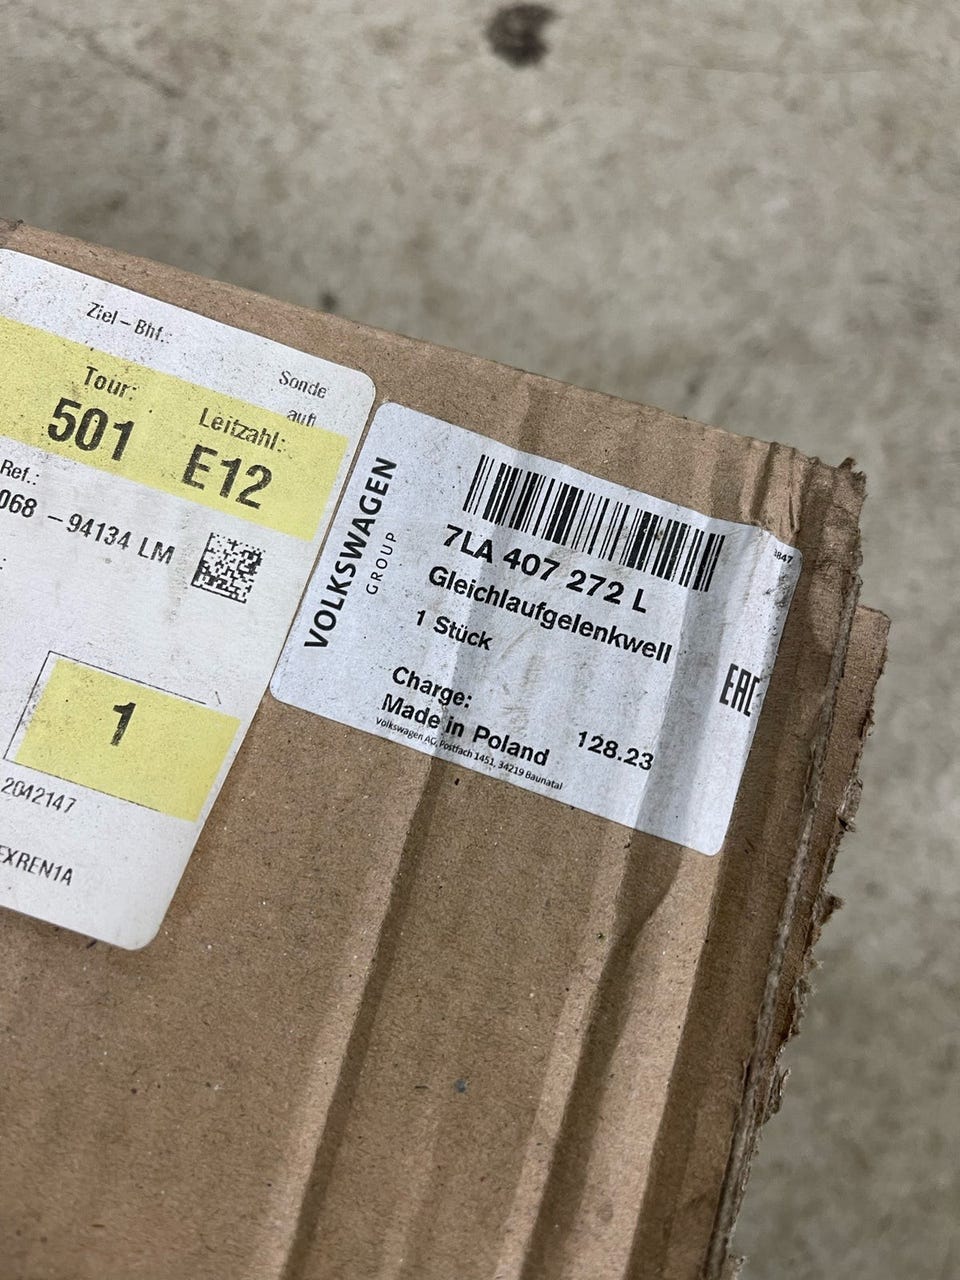 Ziel – Bhf.:
Tour:
501
Leitzahl:
E12
Sonde
auft
Ref.:
068 – 94134 LM
1
2042147
EXREN1A
VOLKSWAGEN
GROUP
7LA 407 272 L
Gleichlaufgelenkwell
1 Stück
Charge:
Made in Poland
128.23
Volkswagen AG, Postfach 1451, 34219 Baunatal
EAC